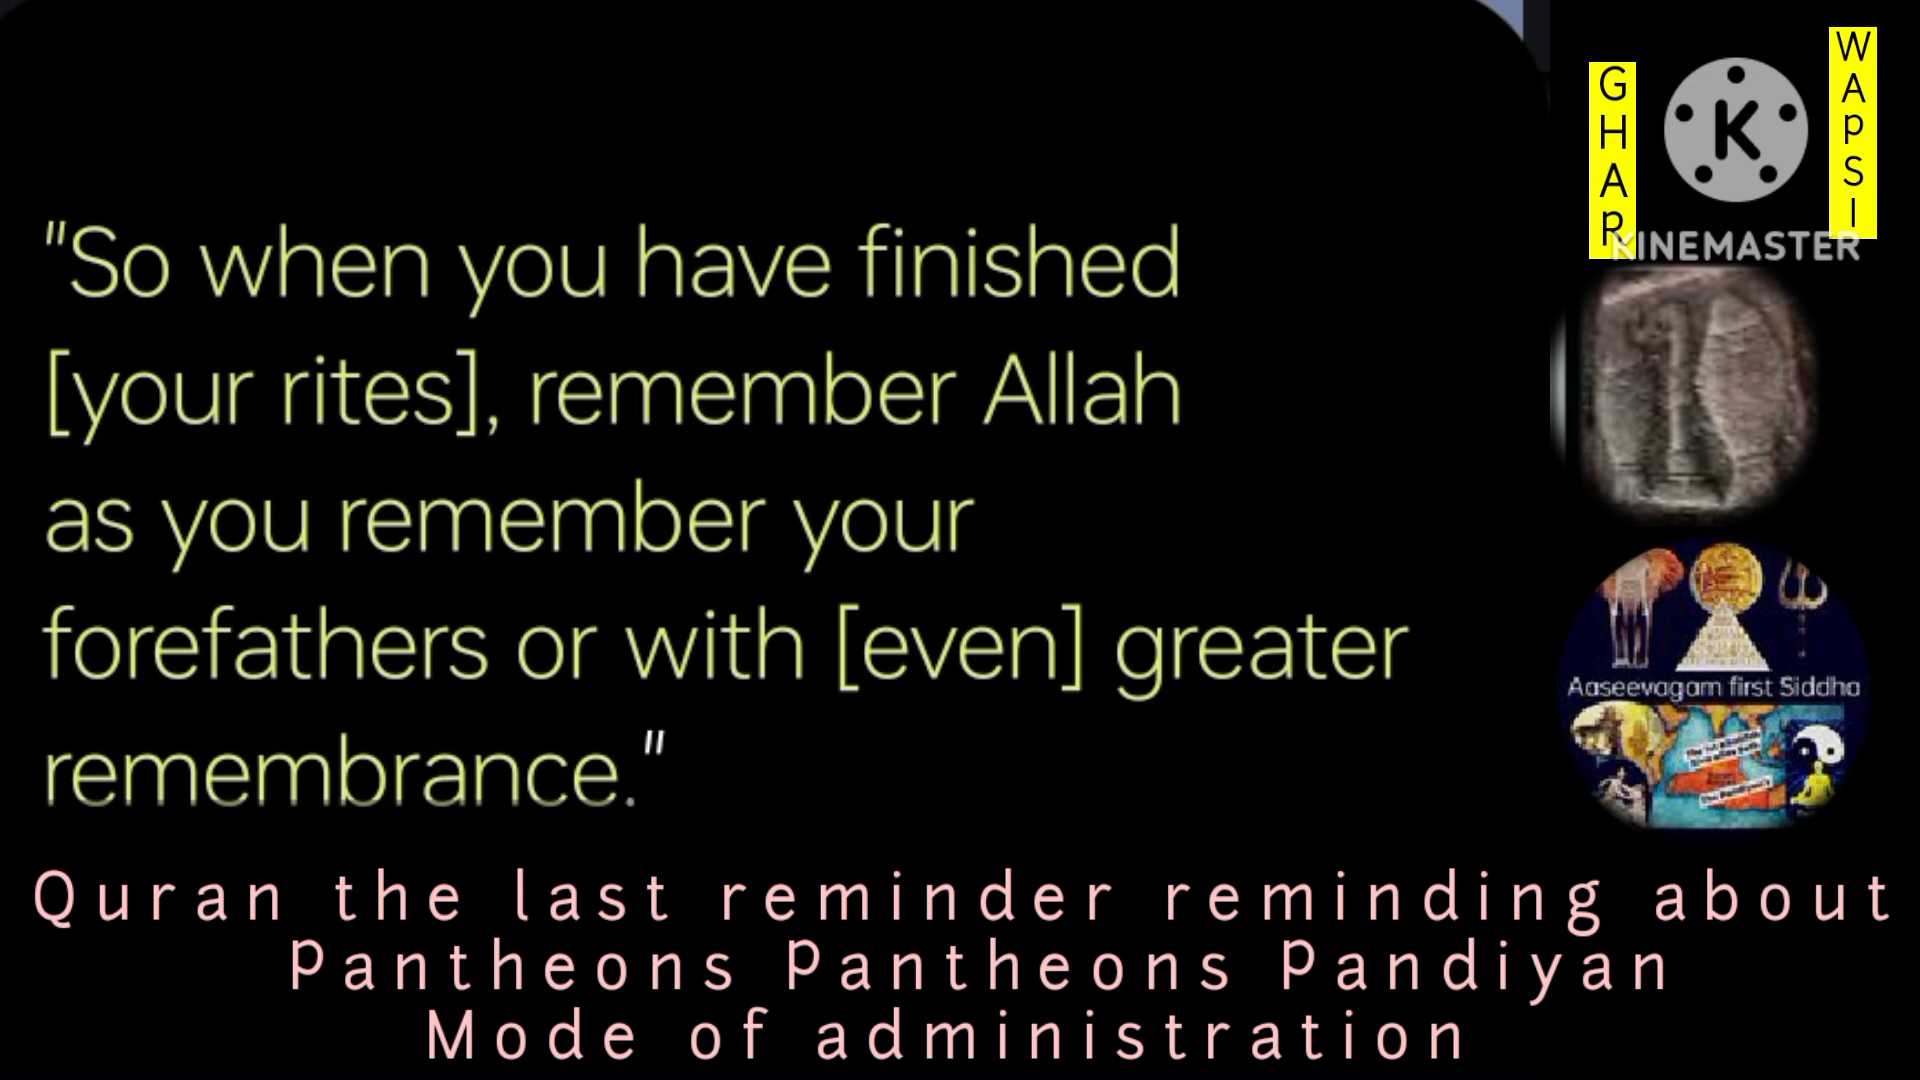 "So when you have finished
[your rites], remember Allah
as you remember your
forefathers or with [even] greater
remembrance."
GHAR
WAPSI
K
KINEMASTER
Aaseevagam first Siddha
Quran the last reminder reminding about
Pantheons Pantheons Pandiyan
Mode of administration